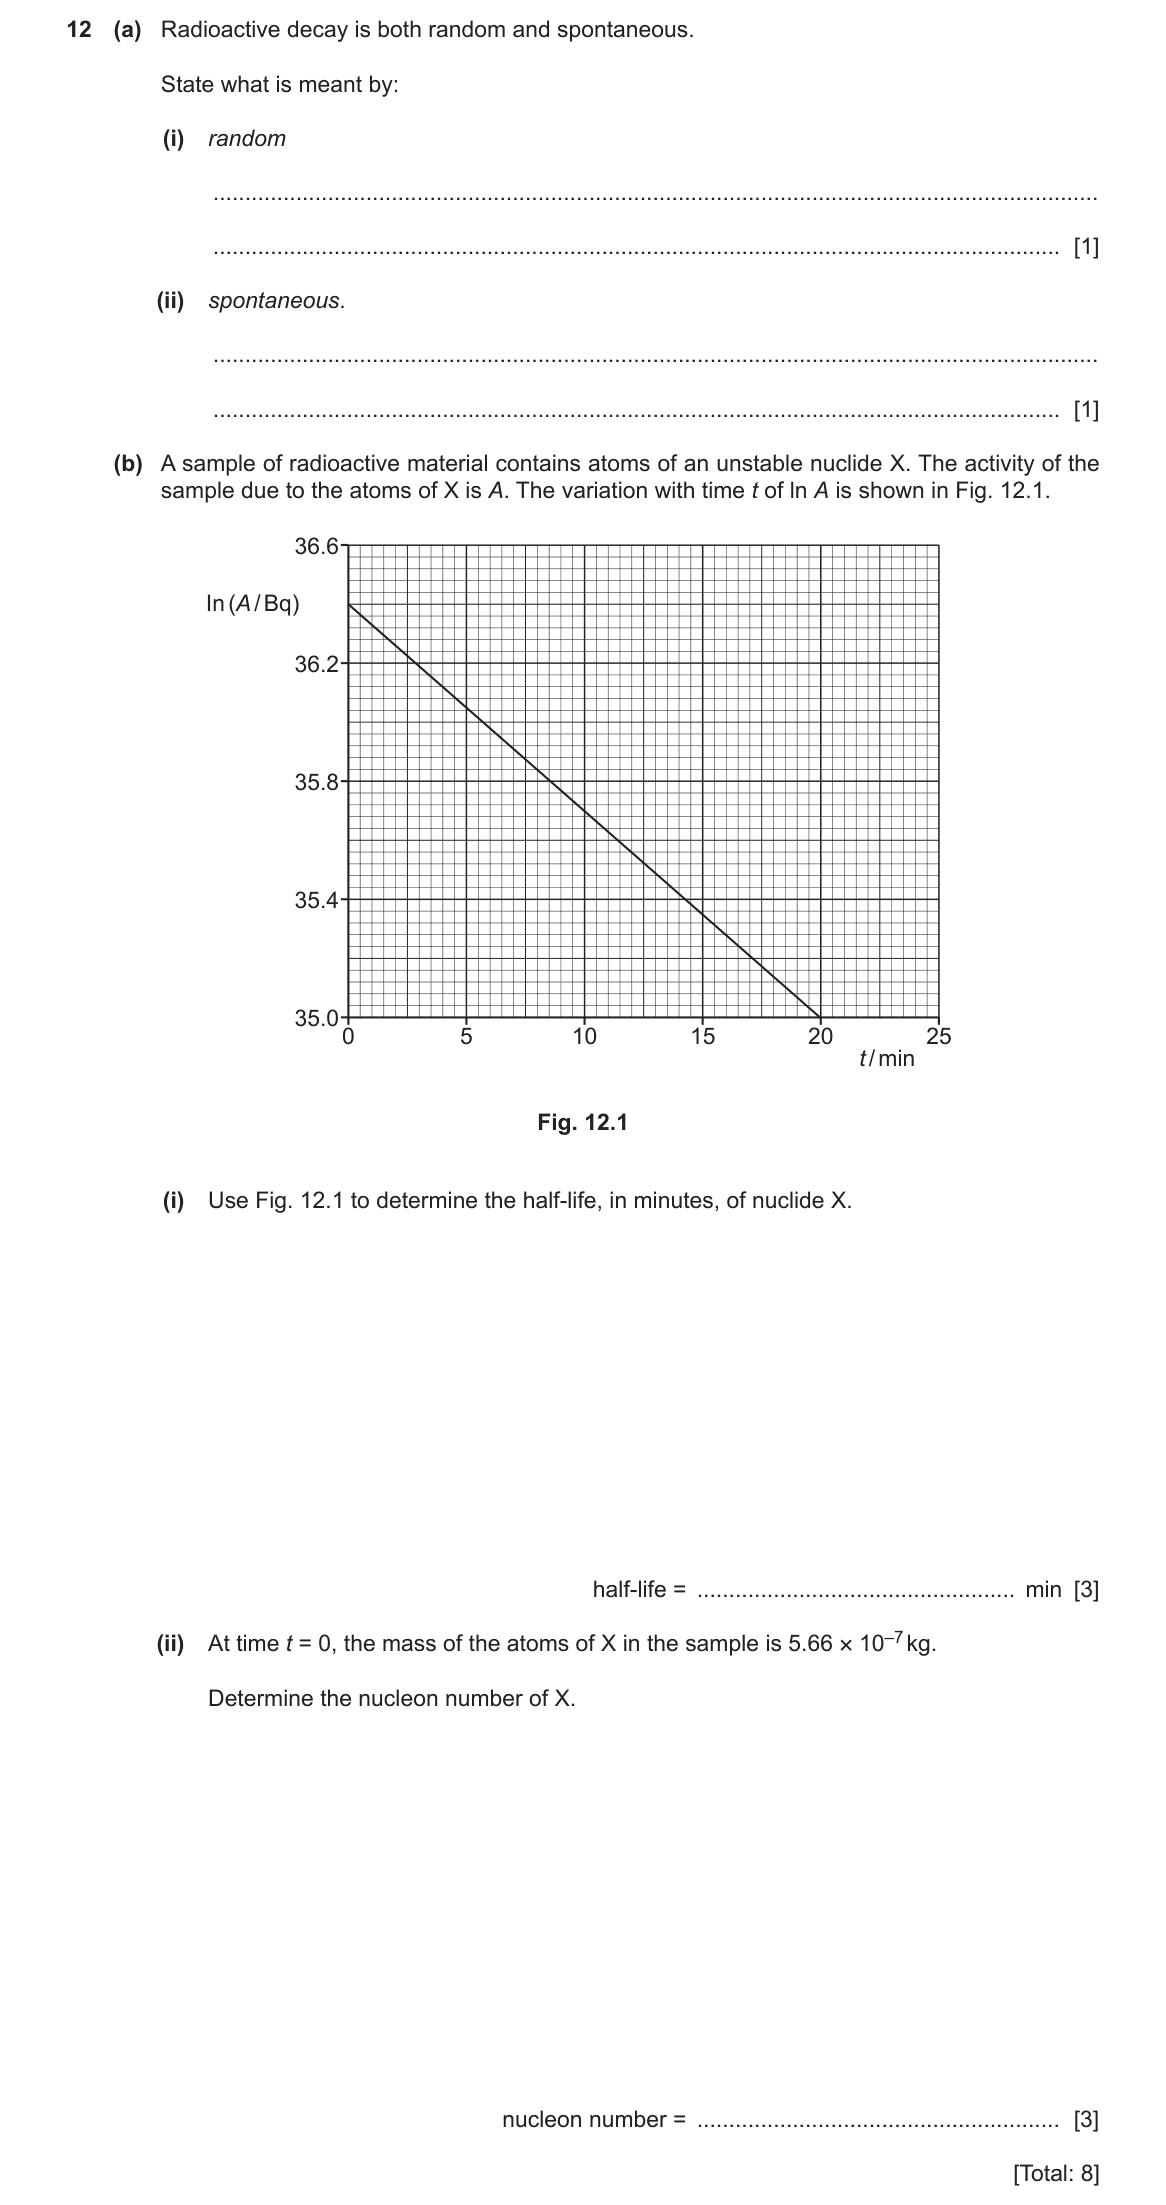 12 (a) Radioactive decay is both random and spontaneous.
State what is meant by:
(i) random
..........................................................................................................................................
.................................................................................................................................... [1]
(ii) spontaneous.
..........................................................................................................................................
.................................................................................................................................... [1]
(b) A sample of radioactive material contains atoms of an unstable nuclide X. The activity of the
sample due to the atoms of X is A. The variation with time t of ln A is shown in Fig. 12.1.
36.6
ln (A / Bq)
36.2
35.8
35.4
35.0
0 5 10 15 20 25
t / min
Fig. 12.1
(i) Use Fig. 12.1 to determine the half-life, in minutes, of nuclide X.
half-life = .................................................. min [3]
(ii) At time t = 0, the mass of the atoms of X in the sample is 5.66 × 10⁻⁷ kg.
Determine the nucleon number of X.
nucleon number = ......................................................... [3]
[Total: 8]